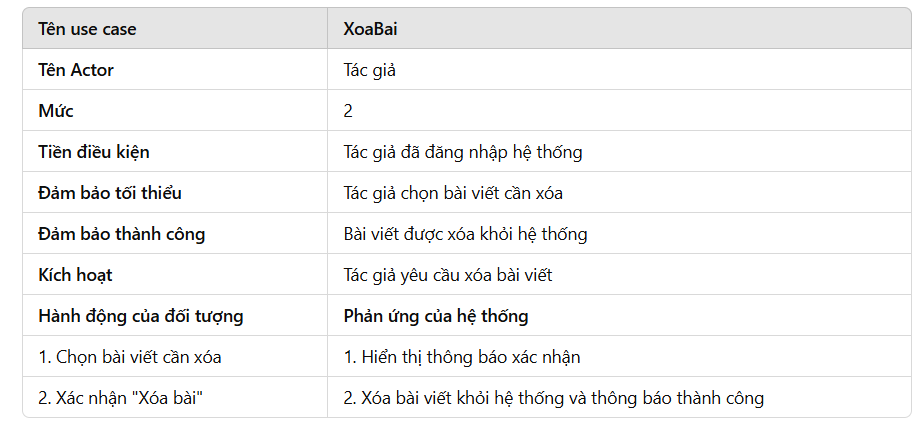 Tên use case XoaBai
Tên Actor Tác giả
Mức 2
Tiền điều kiện Tác giả đã đăng nhập hệ thống
Đảm bảo tối thiểu Tác giả chọn bài viết cần xóa
Đảm bảo thành công Bài viết được xóa khỏi hệ thống
Kích hoạt Tác giả yêu cầu xóa bài viết
Hành động của đối tượng Phản ứng của hệ thống
1. Chọn bài viết cần xóa 1. Hiển thị thông báo xác nhận
2. Xác nhận "Xóa bài" 2. Xóa bài viết khỏi hệ thống và thông báo thành công